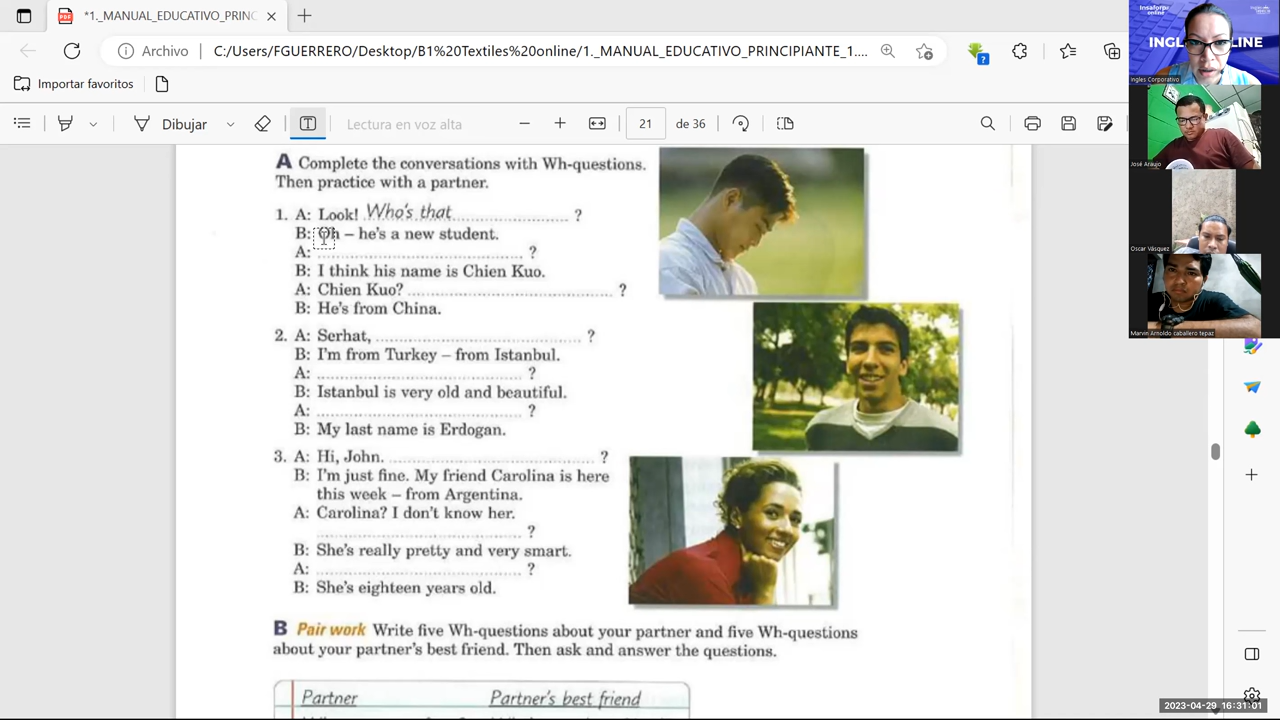 *1_MANUAL_EDUCATIVO_PRINC
Archivo
C:/Users/FGUERRERO/Desktop/B1%20Textiles%20online/1._MANUAL_EDUCATIVO_PRINCIPIANTE_1....
Importar favoritos
Dibujar
Lectura en voz alta
21
de 36
A Complete the conversations with Wh-questions.
Then practice with a partner.
1. A: Look! Who's that ?
B: Oh – he's a new student.
A: ?
B: I think his name is Chien Kuo.
A: Chien Kuo? ?
B: He's from China.
2. A: Serhat, ?
B: I'm from Turkey – from Istanbul.
A: ?
B: Istanbul is very old and beautiful.
A: ?
B: My last name is Erdogan.
3. A: Hi, John. ?
B: I'm just fine. My friend Carolina is here
this week – from Argentina.
A: Carolina? I don't know her.
?
B: She's really pretty and very smart.
A: ?
B: She's eighteen years old.
B Pair work Write five Wh-questions about your partner and five Wh-questions
about your partner's best friend. Then ask and answer the questions.
Partner
Partner's best friend
Insaforp
online
INGL
LINE
Ingles Corporativo
José Araujo
Oscar Vásquez
Marvin Arnoldo caballero tepaz
2023-04-29 16:31:01